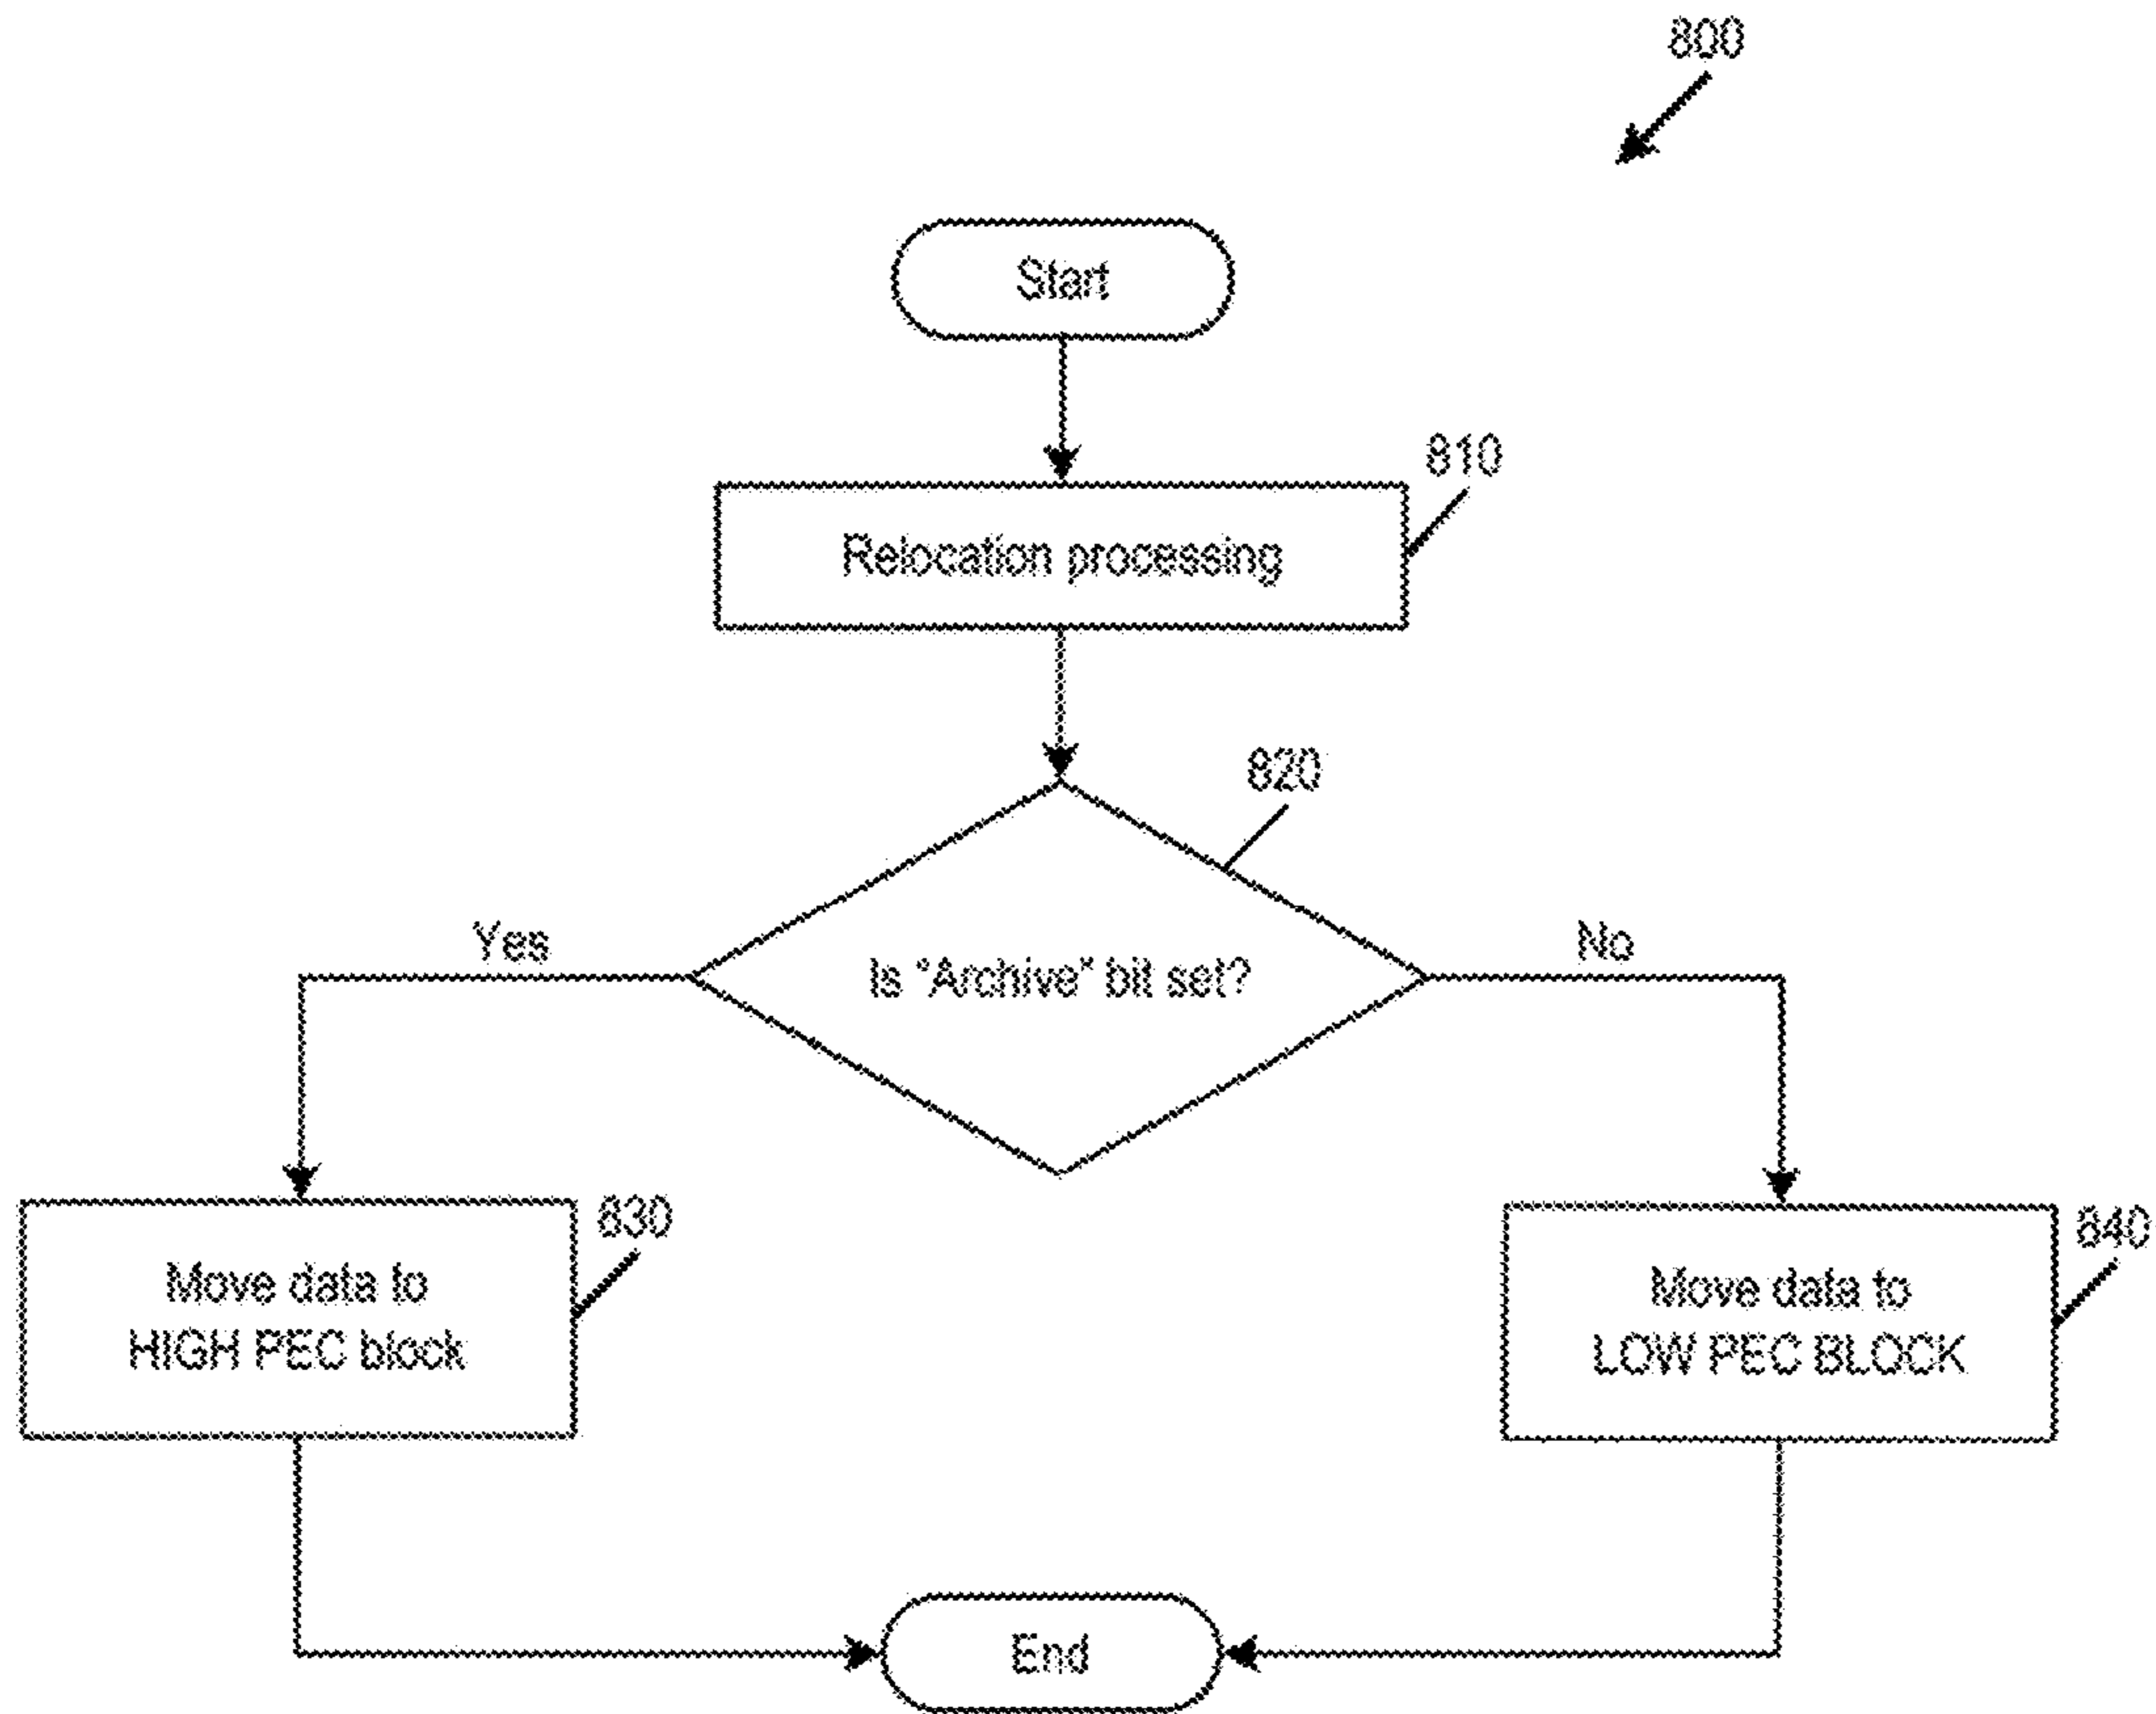 800
Start
810
Relocation processing
820
Is "Archive" bit set?
Yes
No
830
Move data to
HIGH PEC block
840
Move data to
LOW PEC BLOCK
End